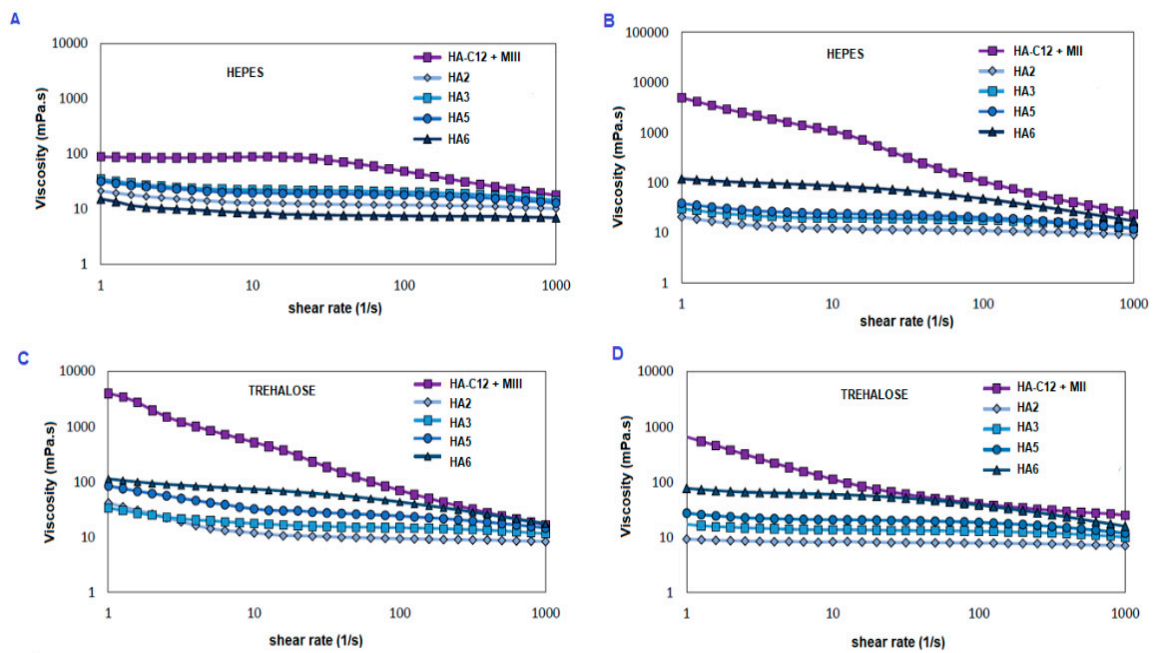 A
Viscosity (mPa.s)
10000
1000
100
10
1
HEPES
HA-C12 + MIII
HA2
HA3
HA5
HA6
1
10
100
1000
shear rate (1/s)
B
Viscosity (mPa.s)
100000
10000
1000
100
10
1
HEPES
HA-C12 + MII
HA2
HA3
HA5
HA6
1
10
100
1000
shear rate (1/s)
C
Viscosity (mPa.s)
10000
1000
100
10
1
TREHALOSE
HA-C12 + MIII
HA2
HA3
HA5
HA6
1
10
100
1000
shear rate (1/s)
D
Viscosity (mPa.s)
10000
1000
100
10
1
TREHALOSE
HA-C12 + MII
HA2
HA3
HA5
HA6
1
10
100
1000
shear rate (1/s)